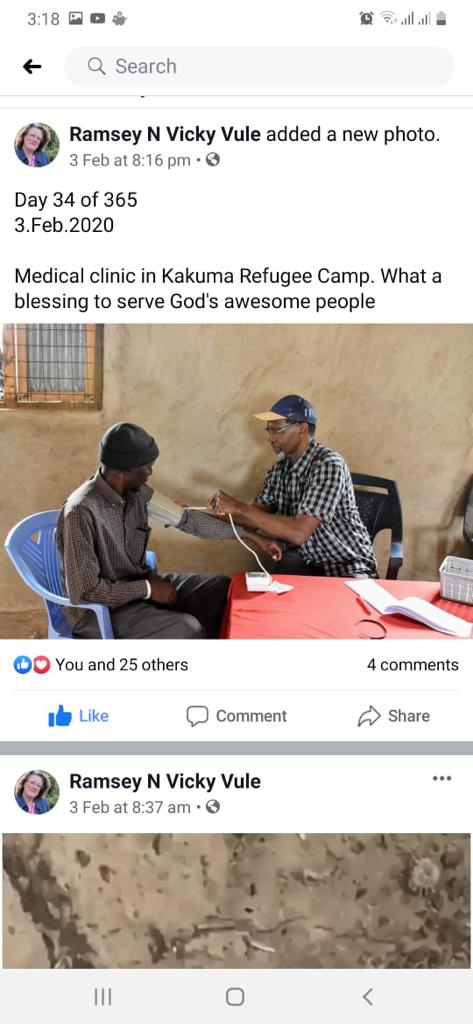 3:18
Search
Ramsey N Vicky Vule added a new photo.
3 Feb at 8:16 pm •
Day 34 of 365
3.Feb.2020
Medical clinic in Kakuma Refugee Camp. What a
blessing to serve God's awesome people
You and 25 others 4 comments
Like Comment Share
Ramsey N Vicky Vule
3 Feb at 8:37 am •